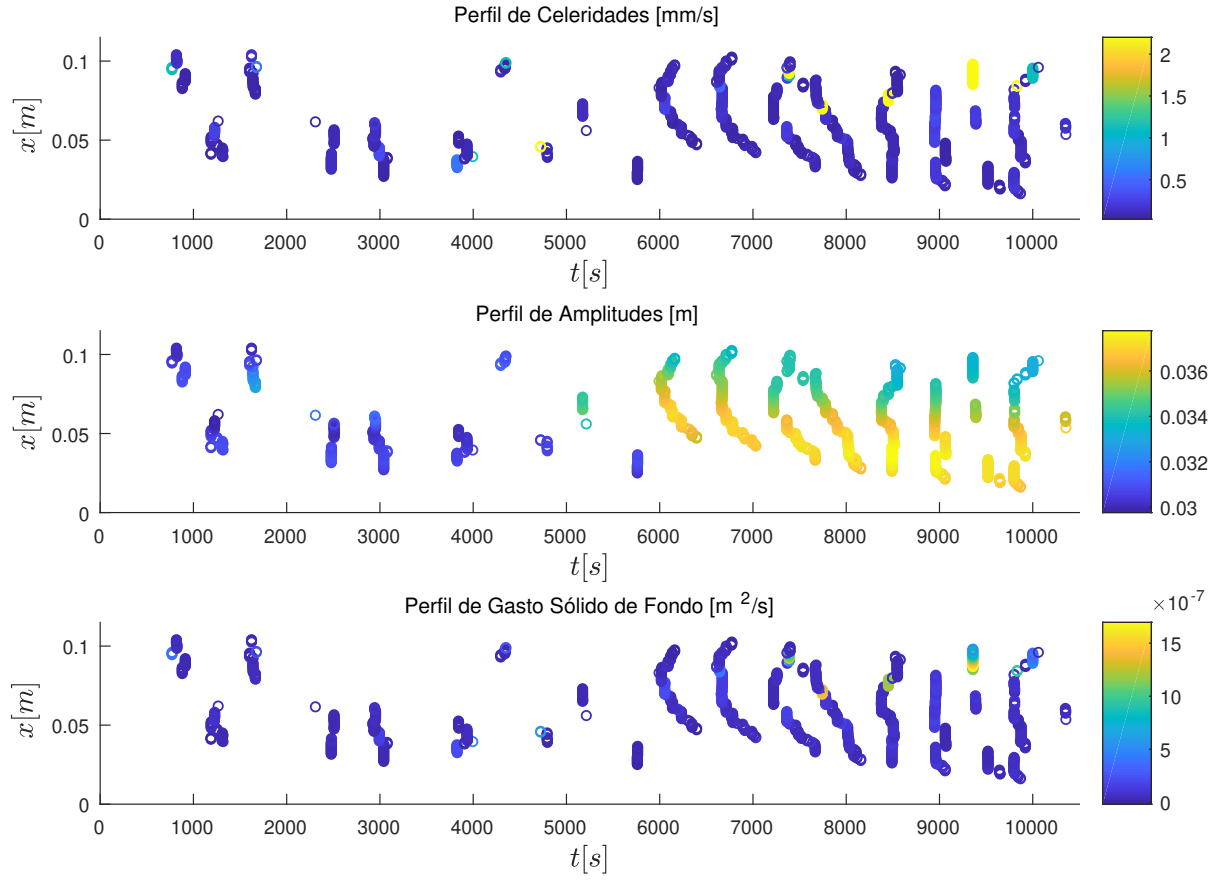 Perfil de Celeridades [mm/s]
x[m]
0.1
0.05
0
0 1000 2000 3000 4000 5000 6000 7000 8000 9000 10000
t[s]
2
1.5
1
0.5
Perfil de Amplitudes [m]
x[m]
0.1
0.05
0
0 1000 2000 3000 4000 5000 6000 7000 8000 9000 10000
t[s]
0.036
0.034
0.032
0.03
Perfil de Gasto Sólido de Fondo [m ²/s]
×10⁻⁷
x[m]
0.1
0.05
0
0 1000 2000 3000 4000 5000 6000 7000 8000 9000 10000
t[s]
15
10
5
0